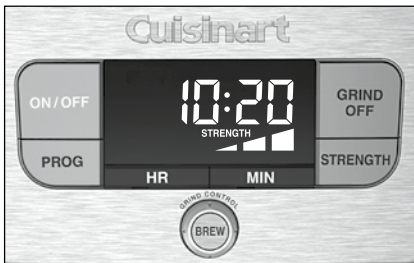 Cuisinart
ON/OFF
10:20
STRENGTH
GRIND
OFF
PROG
HR
MIN
STRENGTH
GRIND CONTROL
BREW